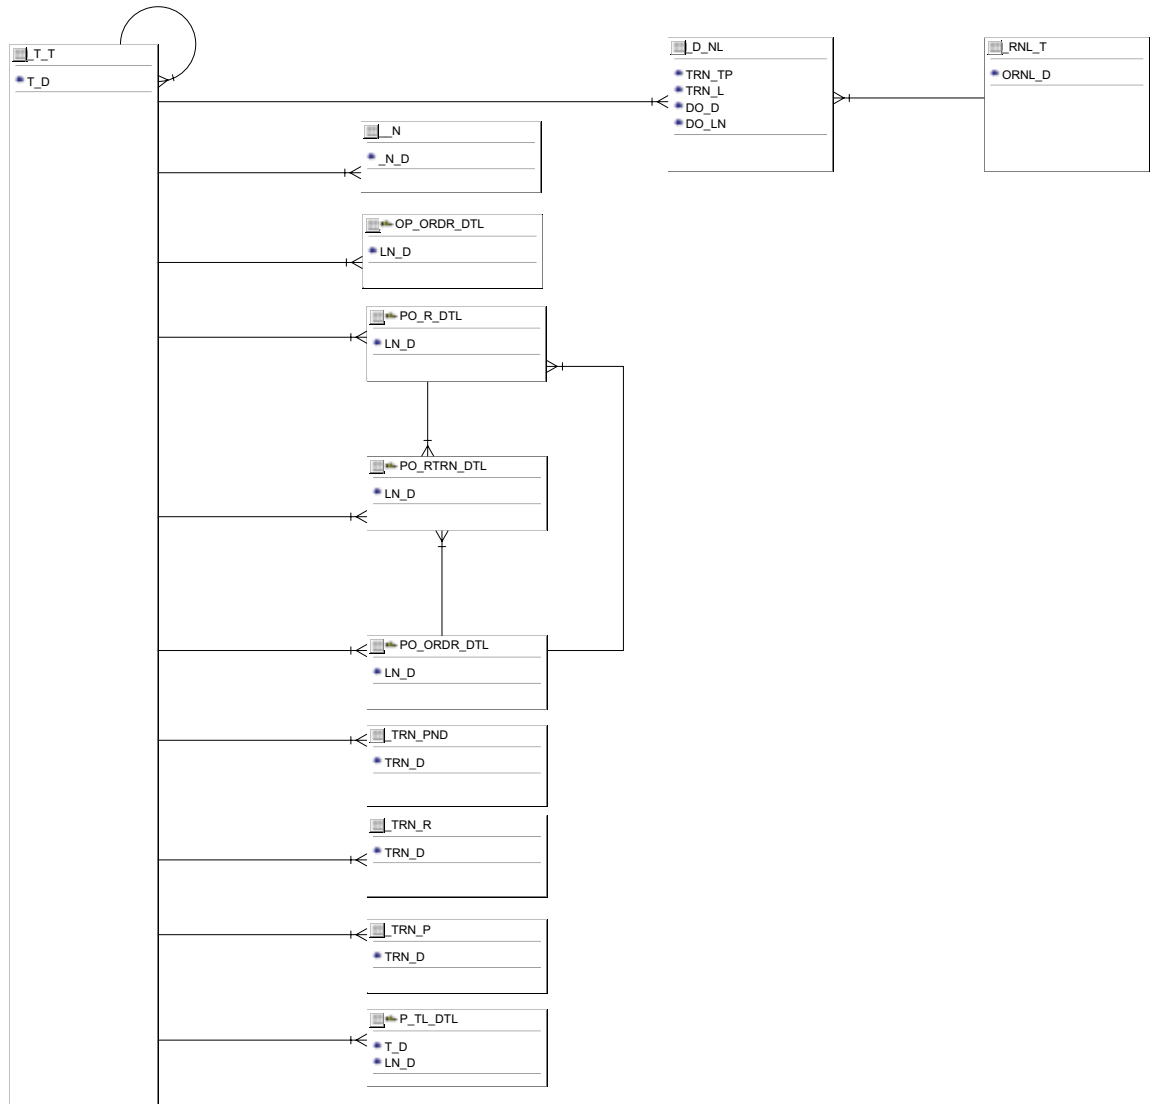 _T_T
T_D
_D_NL
TRN_TP
TRN_L
DO_D
DO_LN
_RNL_T
ORNL_D
__N
_N_D
OP_ORDR_DTL
LN_D
PO_R_DTL
LN_D
PO_RTRN_DTL
LN_D
PO_ORDR_DTL
LN_D
_TRN_PND
TRN_D
_TRN_R
TRN_D
_TRN_P
TRN_D
P_TL_DTL
T_D
LN_D